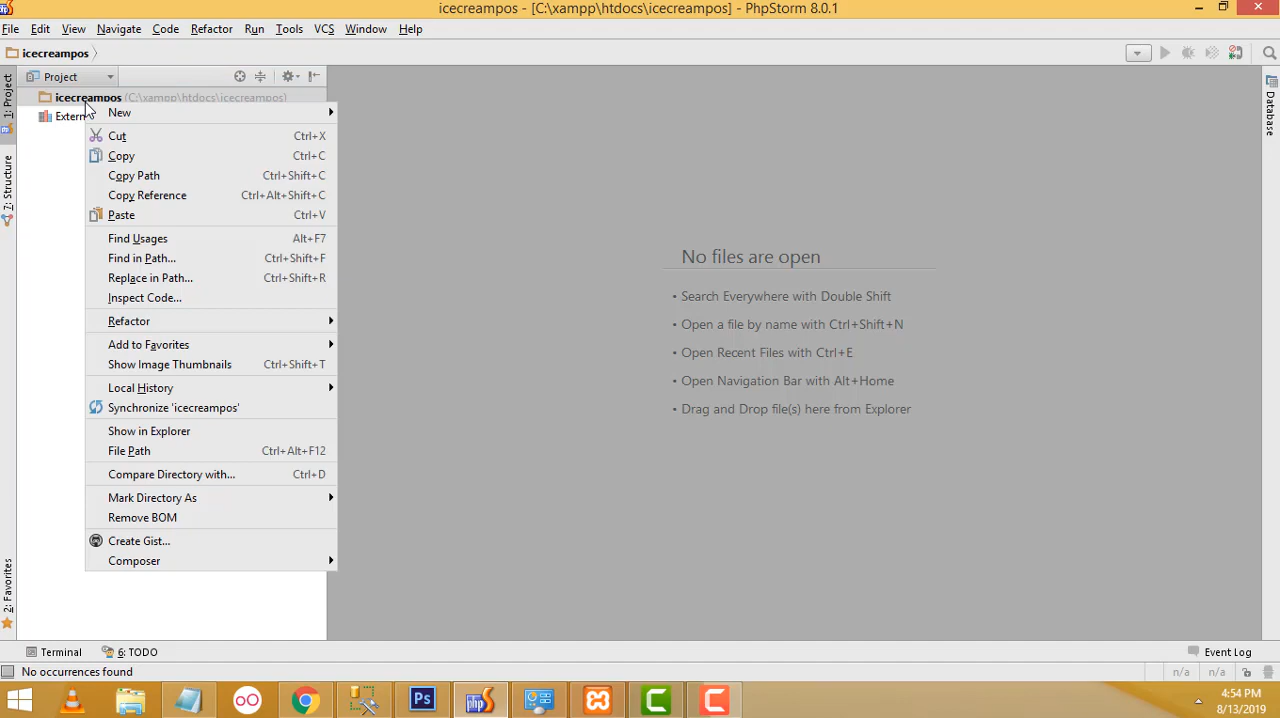 icecreampos - [C:\xampp\htdocs\icecreampos] - PhpStorm 8.0.1
File Edit View Navigate Code Refactor Run Tools VCS Window Help
icecreampos
Project
icecreampos (C:\xampp\htdocs\icecreampos)
Extern
New
Cut Ctrl+X
Copy Ctrl+C
Copy Path Ctrl+Shift+C
Copy Reference Ctrl+Alt+Shift+C
Paste Ctrl+V
Find Usages Alt+F7
Find in Path... Ctrl+Shift+F
Replace in Path... Ctrl+Shift+R
Inspect Code...
Refactor
Add to Favorites
Show Image Thumbnails Ctrl+Shift+T
Local History
Synchronize 'icecreampos'
Show in Explorer
File Path Ctrl+Alt+F12
Compare Directory with... Ctrl+D
Mark Directory As
Remove BOM
Create Gist...
Composer
No files are open
• Search Everywhere with Double Shift
• Open a file by name with Ctrl+Shift+N
• Open Recent Files with Ctrl+E
• Open Navigation Bar with Alt+Home
• Drag and Drop file(s) here from Explorer
1: Project
7: Structure
2: Favorites
Database
Terminal 6: TODO Event Log
No occurrences found n/a n/a
Ps php
4:54 PM
8/13/2019